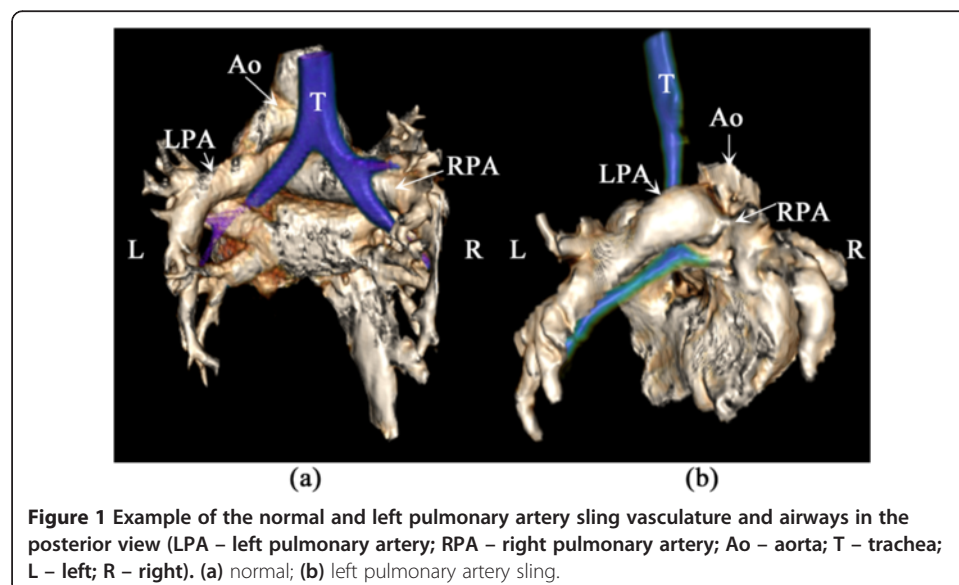 Ao
T
LPA
RPA
L
R
T
Ao
LPA
RPA
L
R
(a)
(b)
Figure 1 Example of the normal and left pulmonary artery sling vasculature and airways in the
posterior view (LPA – left pulmonary artery; RPA – right pulmonary artery; Ao – aorta; T – trachea;
L – left; R – right). (a) normal; (b) left pulmonary artery sling.